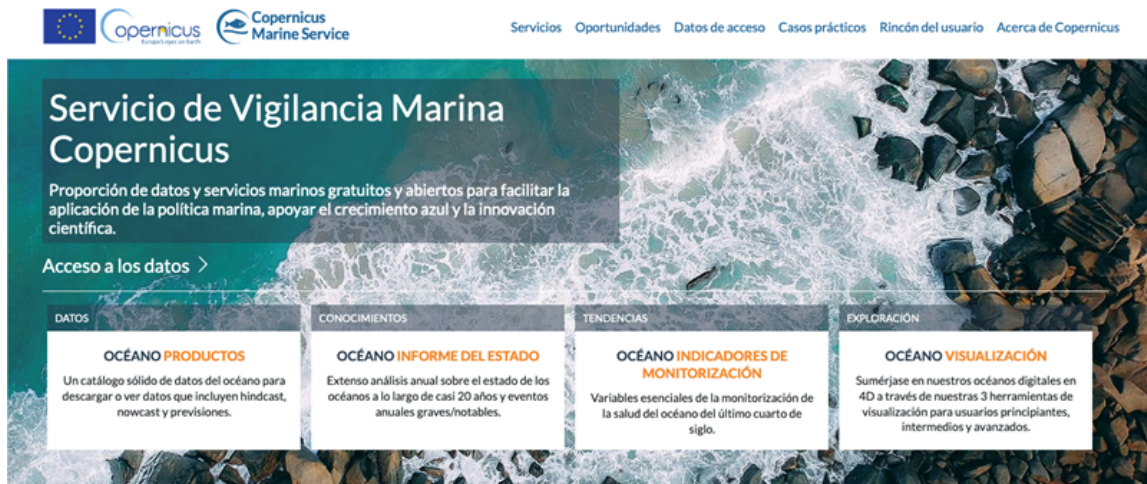 Copernicus
Europe's eyes on Earth
Copernicus
Marine Service
Servicios Oportunidades Datos de acceso Casos prácticos Rincón del usuario Acerca de Copernicus
Servicio de Vigilancia Marina
Copernicus
Proporción de datos y servicios marinos gratuitos y abiertos para facilitar la
aplicación de la política marina, apoyar el crecimiento azul y la innovación
científica.
Acceso a los datos >
DATOS
OCÉANO PRODUCTOS
Un catálogo sólido de datos del océano para
descargar o ver datos que incluyen hindcast,
nowcast y previsiones.
CONOCIMIENTOS
OCÉANO INFORME DEL ESTADO
Extenso análisis anual sobre el estado de los
océanos a lo largo de casi 20 años y eventos
anuales graves/notables.
TENDENCIAS
OCÉANO INDICADORES DE
MONITORIZACIÓN
Variables esenciales de la monitorización de
la salud del océano del último cuarto de
siglo.
EXPLORACIÓN
OCÉANO VISUALIZACIÓN
Sumérjase en nuestros océanos digitales en
4D a través de nuestras 3 herramientas de
visualización para usuarios principiantes,
intermedios y avanzados.